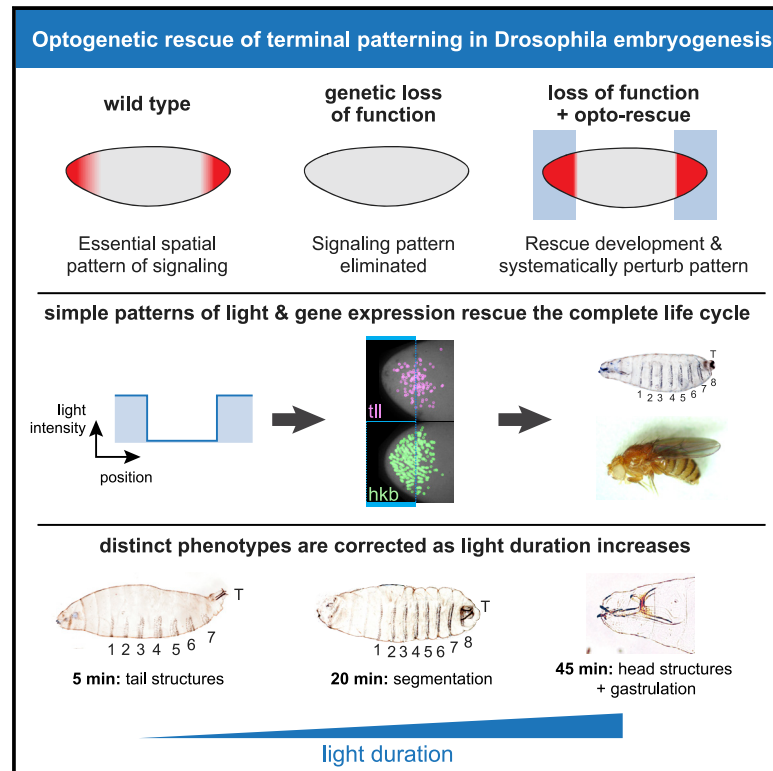 Optogenetic rescue of terminal patterning in Drosophila embryogenesis
wild type
genetic loss
of function
loss of function
+ opto-rescue
Essential spatial
pattern of signaling
Signaling pattern
eliminated
Rescue development &
systematically perturb pattern
simple patterns of light & gene expression rescue the complete life cycle
light
intensity
position
tll
hkb
T
1 2 3 4 5 6 7 8
distinct phenotypes are corrected as light duration increases
T
1 2 3 4 5 6 7
5 min: tail structures
T
1 2 3 4 5 6 7 8
20 min: segmentation
45 min: head structures
+ gastrulation
light duration